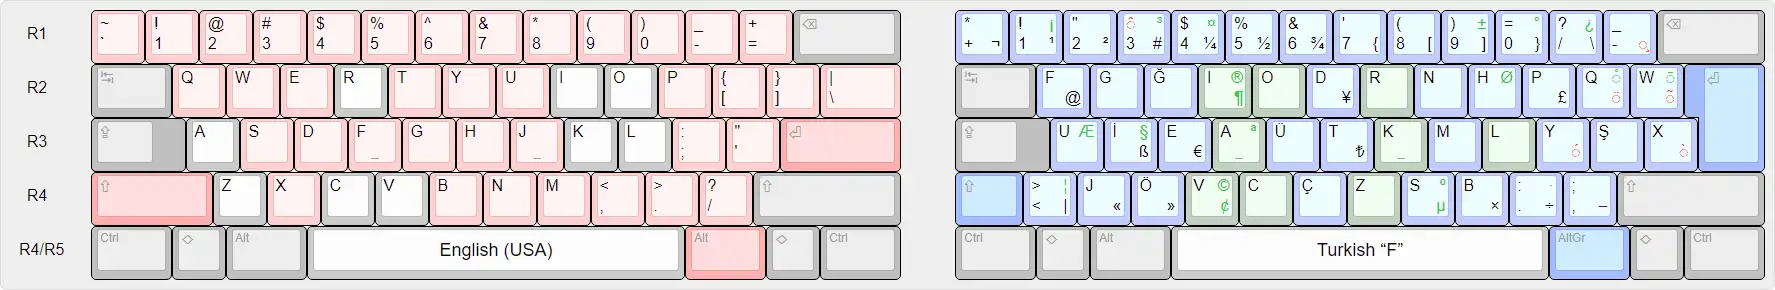 R1 ~ ` ! 1 @ 2 # 3 $ 4 % 5 ^ 6 & 7 * 8 ( 9 ) 0 _ - + = ⌫ * + ¬ ! ¡ 1 ¹ " 2 ² ̂ ³ 3 # $ ¤ 4 ¼ % 5 ½ & 6 ¾ ' 7 { ( 8 [ ) ± 9 ] = ° 0 } ? ¿ / \ _ - ̨ ⌫
R2 ↹ Q W E R T Y U I O P { [ } ] | \ ↹ F @ G Ğ I ® ¶ O D ¥ R N H Ø P £ Q ̊ ̈ W ̄ ̃ ⏎
R3 ⇪ A S D F _ G H J _ K L : ; " ' ⏎ ⇪ U Æ İ § ß E € A ª _ Ü T ₺ K _ M L Y ́ Ş X ̀
R4 ⇧ Z X C V B N M < , > . ? / ⇧ ⇧ > ¦ < | J « Ö » V © ¢ C Ç Z S º µ B × : · . ÷ ; , – ⇧
R4/R5 Ctrl ◇ Alt English (USA) Alt ◇ Ctrl Ctrl ◇ Alt Turkish “F” AltGr ◇ Ctrl